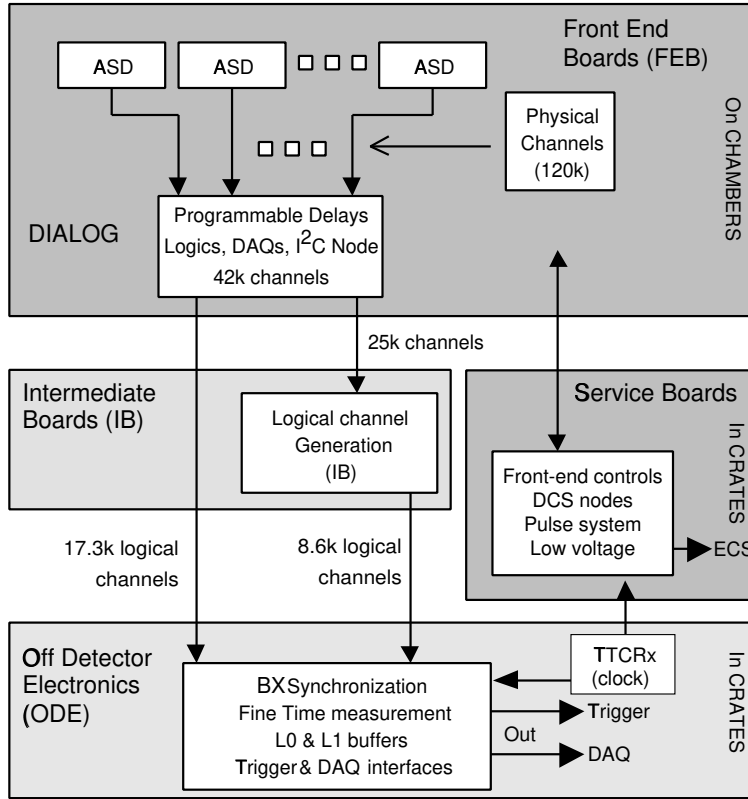 Front End
Boards (FEB)
ASD
ASD
ASD
On CHAMBERS
Physical
Channels
(120k)
DIALOG
Programmable Delays
Logics, DAQs, I²C Node
42k channels
25k channels
Intermediate
Boards (IB)
Logical channel
Generation
(IB)
Service Boards
In CRATES
Front-end controls
DCS nodes
Pulse system
Low voltage
ECS
17.3k logical
channels
8.6k logical
channels
Off Detector
Electronics
(ODE)
TTCRx
(clock)
In CRATES
BX Synchronization
Fine Time measurement
L0 & L1 buffers
Trigger & DAQ interfaces
Out
Trigger
DAQ